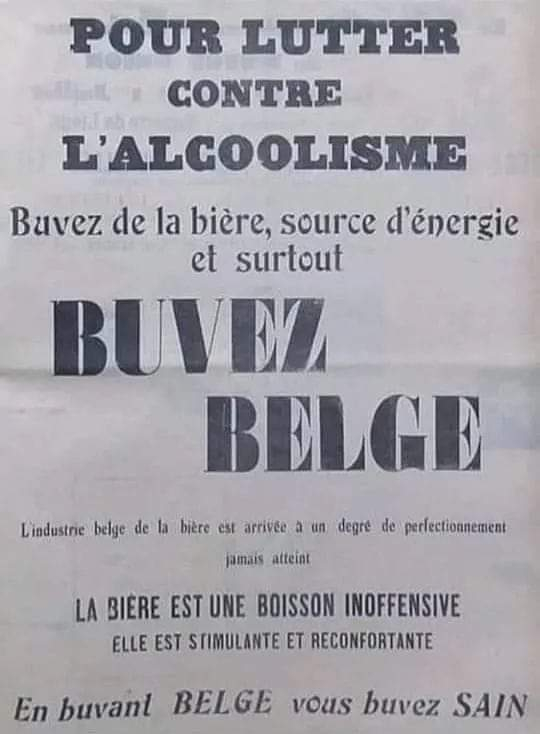 POUR LUTTER
CONTRE
L'ALCOOLISME
Buvez de la bière, source d'énergie
et surtout
BUVEZ
BELGE
L'industrie belge de la bière est arrivée à un degré de perfectionnement
jamais atteint
LA BIÈRE EST UNE BOISSON INOFFENSIVE
ELLE EST STIMULANTE ET RECONFORTANTE
En buvant BELGE vous buvez SAIN